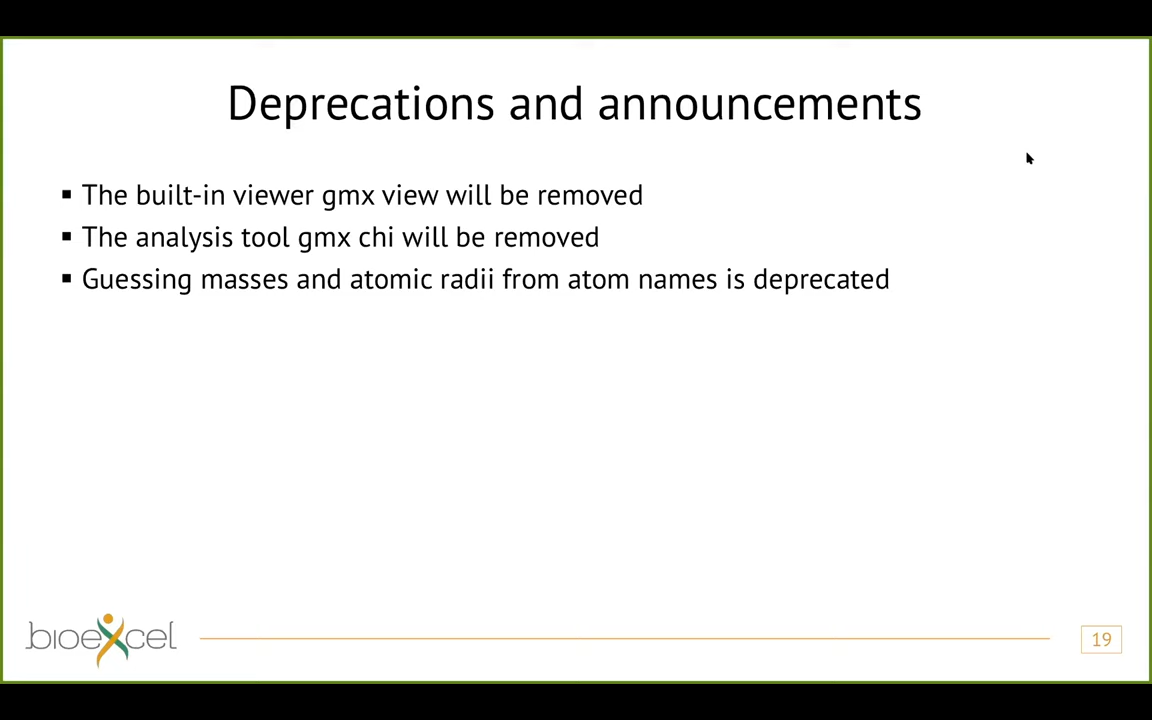 Deprecations and announcements
▪ The built-in viewer gmx view will be removed
▪ The analysis tool gmx chi will be removed
▪ Guessing masses and atomic radii from atom names is deprecated
bioexcel
19